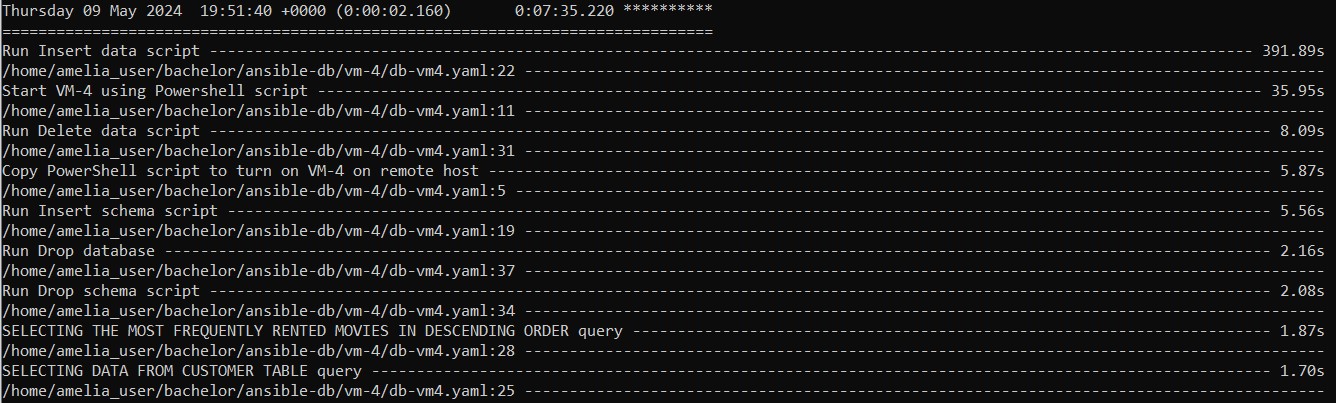 Thursday 09 May 2024  19:51:40 +0000 (0:00:02.160)       0:07:35.220 **********
===============================================================================
Run Insert data script -------------------------------------------------------------------------------------------------------------------- 391.89s
/home/amelia_user/bachelor/ansible-db/vm-4/db-vm4.yaml:22 -----------------------------------------------------------------------------------------
Start VM-4 using Powershell script --------------------------------------------------------------------------------------------------------- 35.95s
/home/amelia_user/bachelor/ansible-db/vm-4/db-vm4.yaml:11 -----------------------------------------------------------------------------------------
Run Delete data script ---------------------------------------------------------------------------------------------------------------------- 8.09s
/home/amelia_user/bachelor/ansible-db/vm-4/db-vm4.yaml:31 -----------------------------------------------------------------------------------------
Copy PowerShell script to turn on VM-4 on remote host --------------------------------------------------------------------------------------- 5.87s
/home/amelia_user/bachelor/ansible-db/vm-4/db-vm4.yaml:5 ------------------------------------------------------------------------------------------
Run Insert schema script -------------------------------------------------------------------------------------------------------------------- 5.56s
/home/amelia_user/bachelor/ansible-db/vm-4/db-vm4.yaml:19 -----------------------------------------------------------------------------------------
Run Drop database --------------------------------------------------------------------------------------------------------------------------- 2.16s
/home/amelia_user/bachelor/ansible-db/vm-4/db-vm4.yaml:37 -----------------------------------------------------------------------------------------
Run Drop schema script ---------------------------------------------------------------------------------------------------------------------- 2.08s
/home/amelia_user/bachelor/ansible-db/vm-4/db-vm4.yaml:34 -----------------------------------------------------------------------------------------
SELECTING THE MOST FREQUENTLY RENTED MOVIES IN DESCENDING ORDER query ----------------------------------------------------------------------- 1.87s
/home/amelia_user/bachelor/ansible-db/vm-4/db-vm4.yaml:28 -----------------------------------------------------------------------------------------
SELECTING DATA FROM CUSTOMER TABLE query ---------------------------------------------------------------------------------------------------- 1.70s
/home/amelia_user/bachelor/ansible-db/vm-4/db-vm4.yaml:25 -----------------------------------------------------------------------------------------